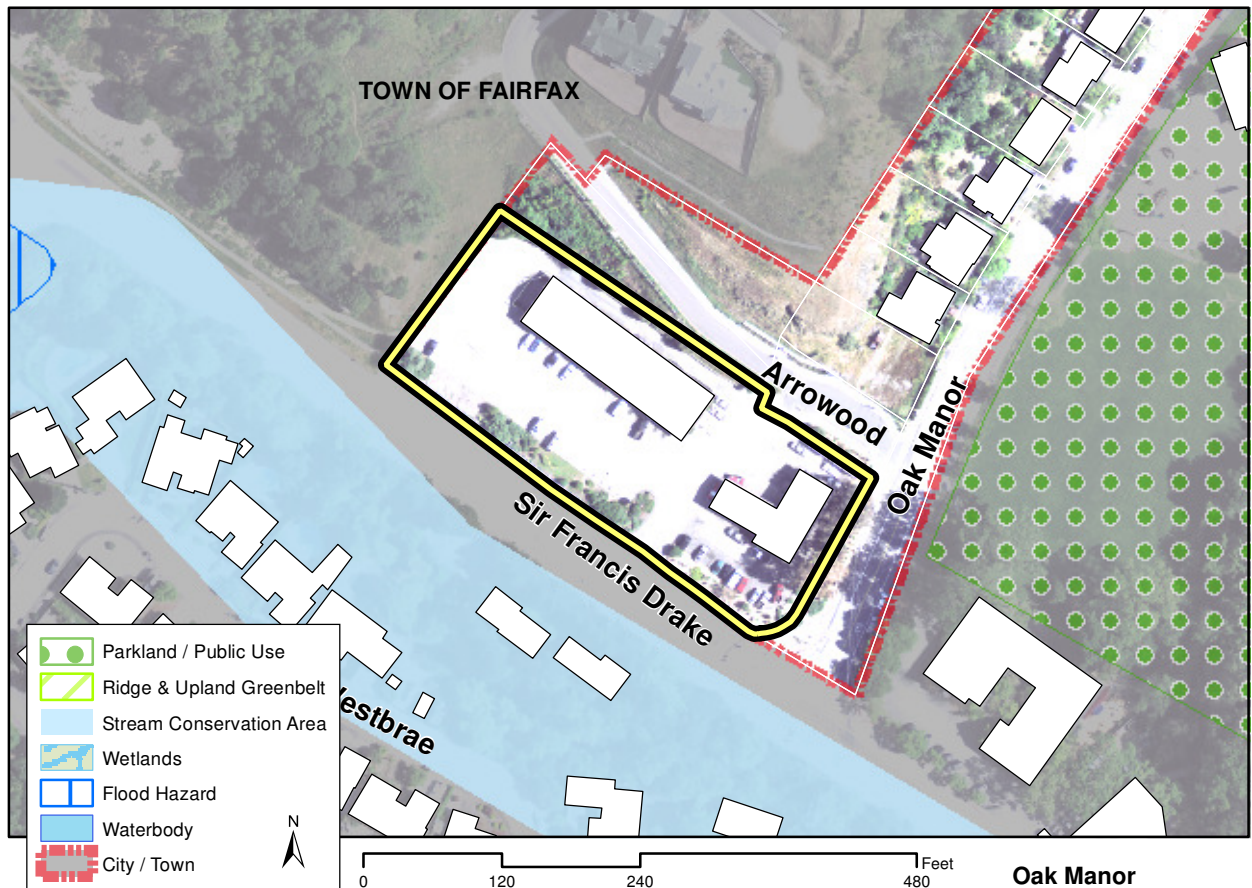 TOWN OF FAIRFAX
Arrowood
Oak Manor
Sir Francis Drake
Parkland / Public Use
Ridge & Upland Greenbelt
Stream Conservation Area
Wetlands
Flood Hazard
Waterbody
City / Town
N
Feet
0 120 240 480
Oak Manor